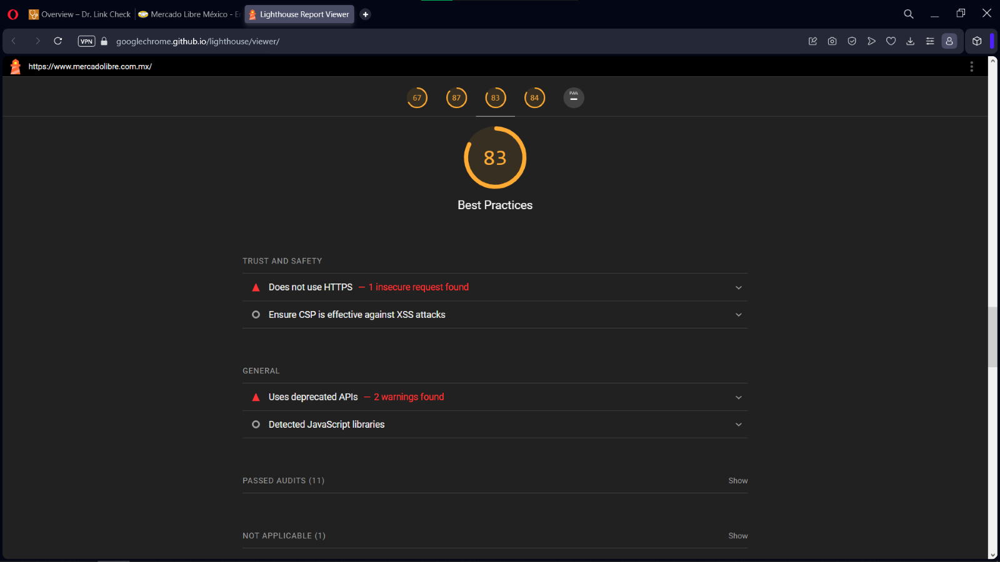 Overview – Dr. Link Check
Mercado Libre México - E
Lighthouse Report Viewer
VPN
googlechrome.github.io/lighthouse/viewer/
https://www.mercadolibre.com.mx/
67
87
83
84
PWA
83
Best Practices
TRUST AND SAFETY
Does not use HTTPS — 1 insecure request found
Ensure CSP is effective against XSS attacks
GENERAL
Uses deprecated APIs — 2 warnings found
Detected JavaScript libraries
PASSED AUDITS (11) Show
NOT APPLICABLE (1) Show